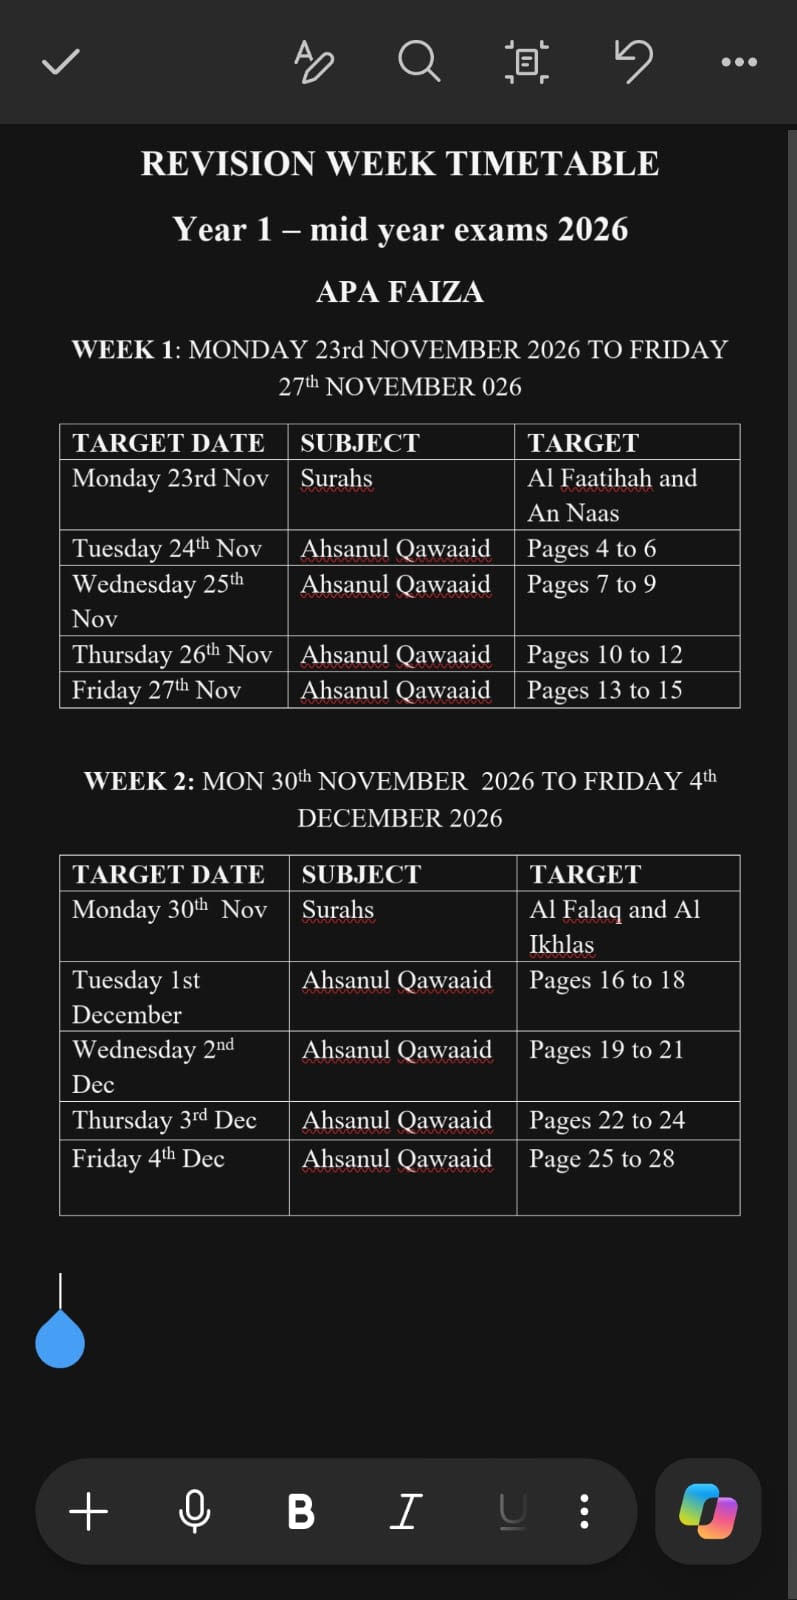 REVISION WEEK TIMETABLE
Year 1 – mid year exams 2026
APA FAIZA
WEEK 1: MONDAY 23rd NOVEMBER 2026 TO FRIDAY
27th NOVEMBER 026
TARGET DATE SUBJECT TARGET
Monday 23rd Nov Surahs Al Faatihah and
An Naas
Tuesday 24th Nov Ahsanul Qawaaid Pages 4 to 6
Wednesday 25th Ahsanul Qawaaid Pages 7 to 9
Nov
Thursday 26th Nov Ahsanul Qawaaid Pages 10 to 12
Friday 27th Nov Ahsanul Qawaaid Pages 13 to 15
WEEK 2: MON 30th NOVEMBER 2026 TO FRIDAY 4th
DECEMBER 2026
TARGET DATE SUBJECT TARGET
Monday 30th Nov Surahs Al Falaq and Al
Ikhlas
Tuesday 1st Ahsanul Qawaaid Pages 16 to 18
December
Wednesday 2nd Ahsanul Qawaaid Pages 19 to 21
Dec
Thursday 3rd Dec Ahsanul Qawaaid Pages 22 to 24
Friday 4th Dec Ahsanul Qawaaid Page 25 to 28
B I U